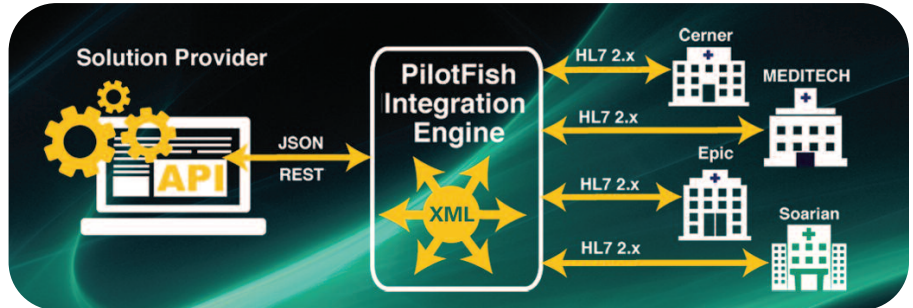 Solution Provider
API
JSON
REST
PilotFish
Integration
Engine
XML
HL7 2.x
Cerner
HL7 2.x
MEDITECH
HL7 2.x
Epic
HL7 2.x
Soarian